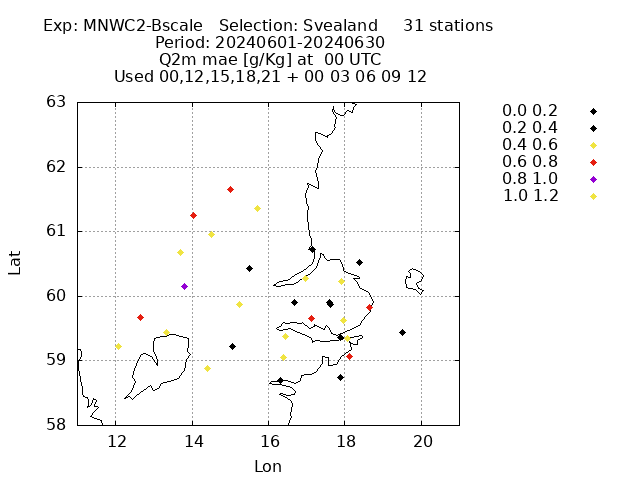 Exp: MNWC2-Bscale   Selection: Svealand     31 stations
Period: 20240601-20240630
Q2m mae [g/Kg] at  00 UTC
Used 00,12,15,18,21 + 00 03 06 09 12
63
62
61
60
59
58
Lat
12 14 16 18 20
Lon
0.0 0.2
0.2 0.4
0.4 0.6
0.6 0.8
0.8 1.0
1.0 1.2